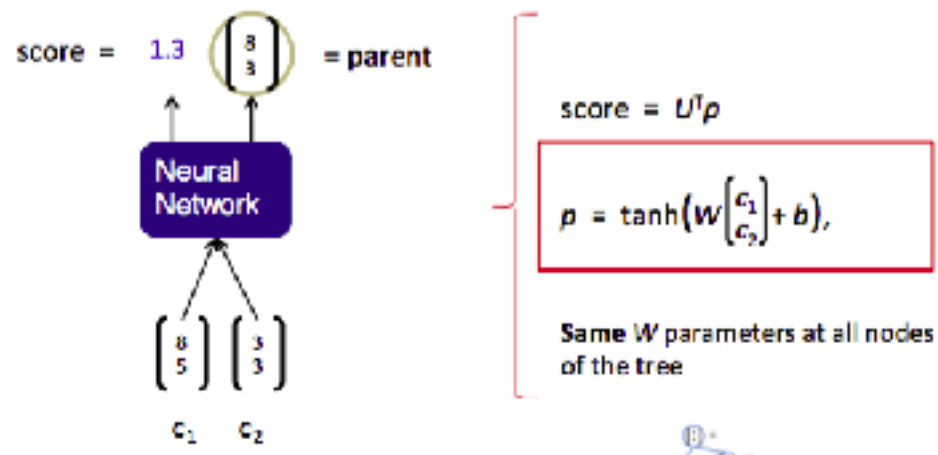 score = 1.3 [8 3] = parent
Neural
Network
[8 5] [3 3]
c₁ c₂
score = Uᵀp
p = tanh(W[c₁ c₂] + b),
Same W parameters at all nodes
of the tree